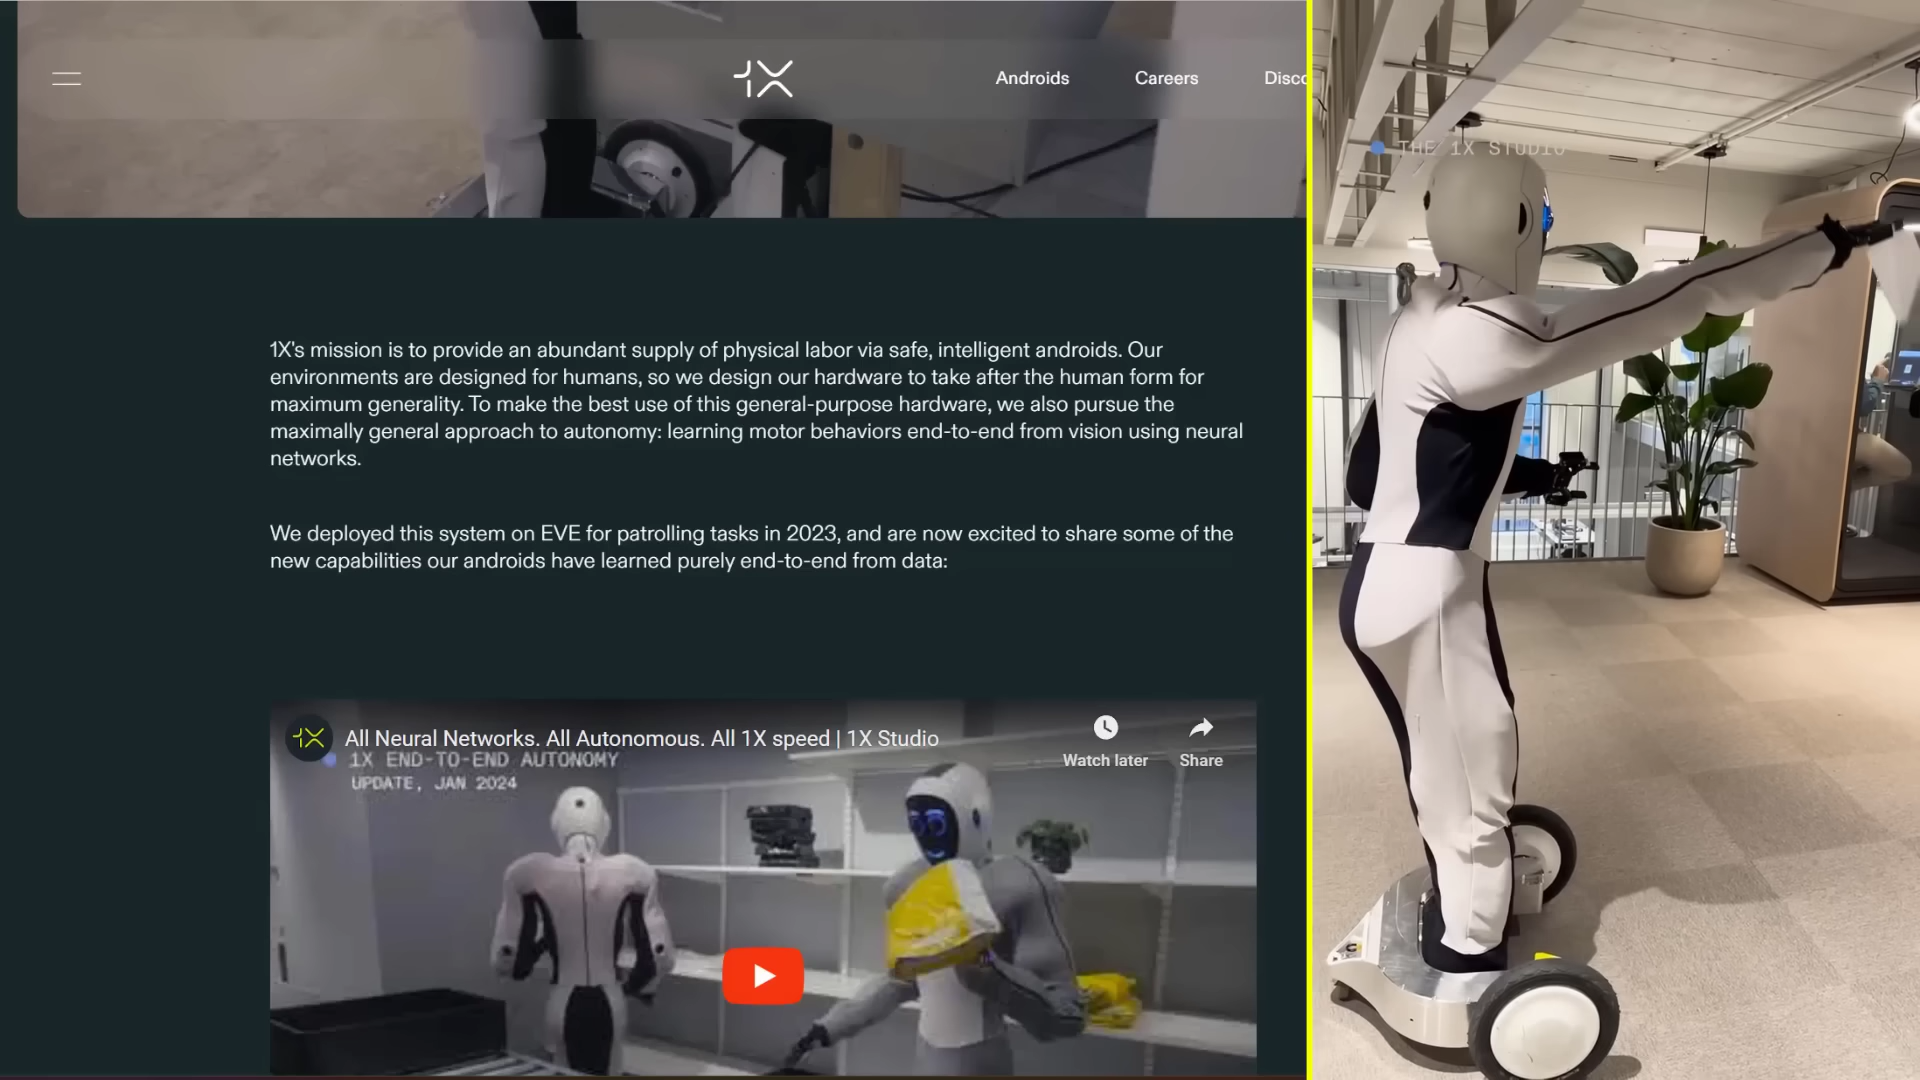 1X
Androids
Careers
Disco
THE 1X STUDIO
1X's mission is to provide an abundant supply of physical labor via safe, intelligent androids. Our
environments are designed for humans, so we design our hardware to take after the human form for
maximum generality. To make the best use of this general-purpose hardware, we also pursue the
maximally general approach to autonomy: learning motor behaviors end-to-end from vision using neural
networks.
We deployed this system on EVE for patrolling tasks in 2023, and are now excited to share some of the
new capabilities our androids have learned purely end-to-end from data:
1X
All Neural Networks. All Autonomous. All 1X speed | 1X Studio
Watch later
Share
1X END-TO-END AUTONOMY
UPDATE, JAN 2024